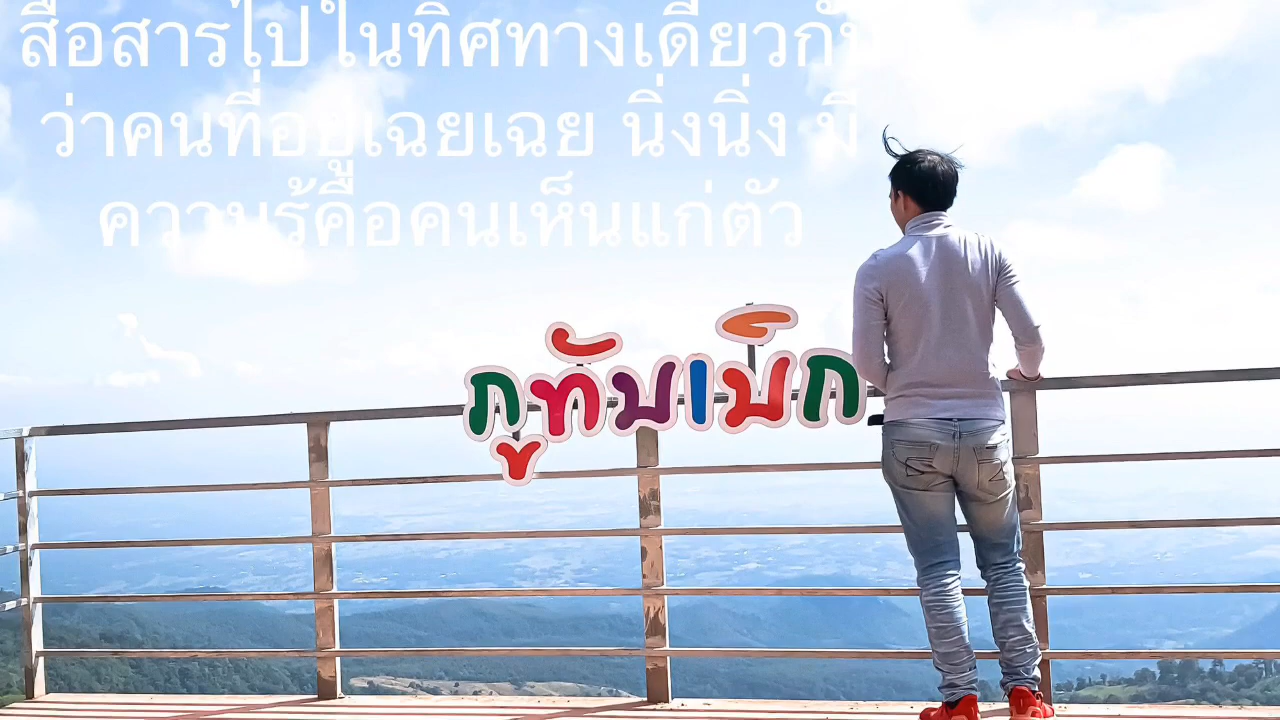 สื่อสารไปในทิศทางเดียวกัน
ว่าคนที่อยู่เฉยเฉย นิ่งนิ่ง มี
ความรู้คือคนเห็นแก่ตัว
ภูทับเบิก